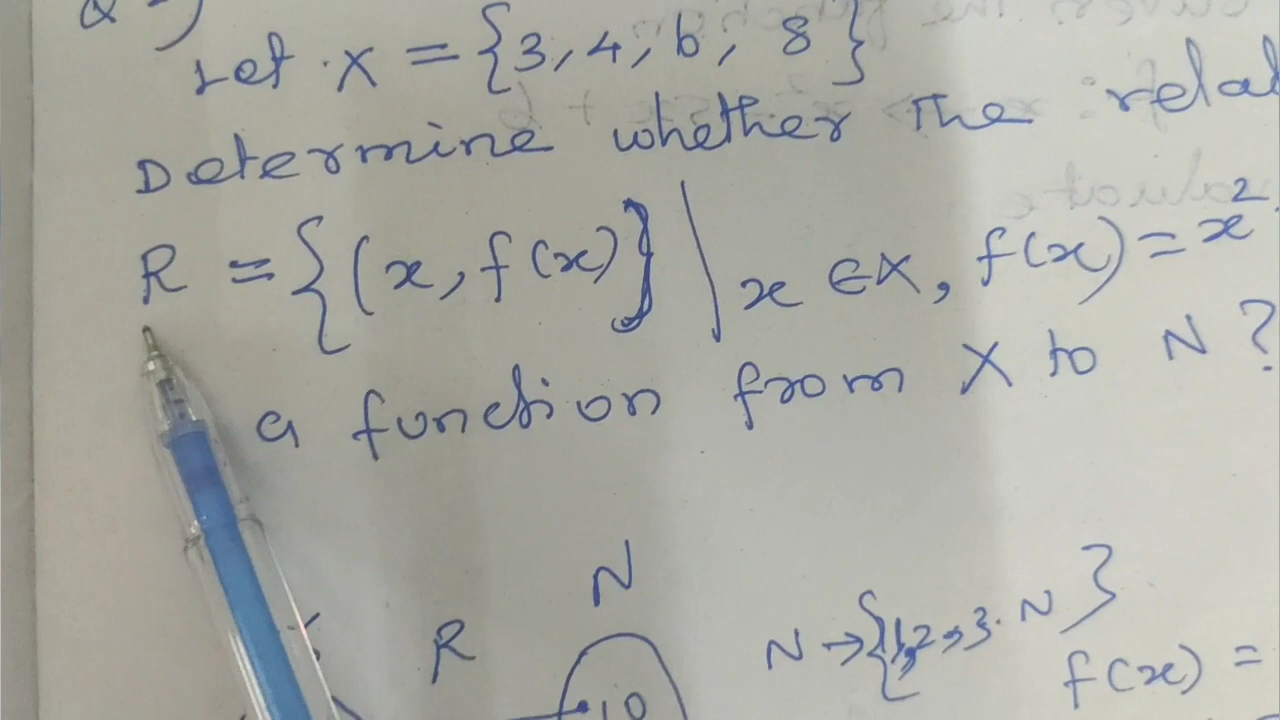 Let X = {3, 4, 6, 8}
Determine whether the relat
R = {(x, f(x)} | x ∈ X, f(x) = x²
a function from X to N ?
N
R
N → {1, 2, 3. N}
f(x) =
10